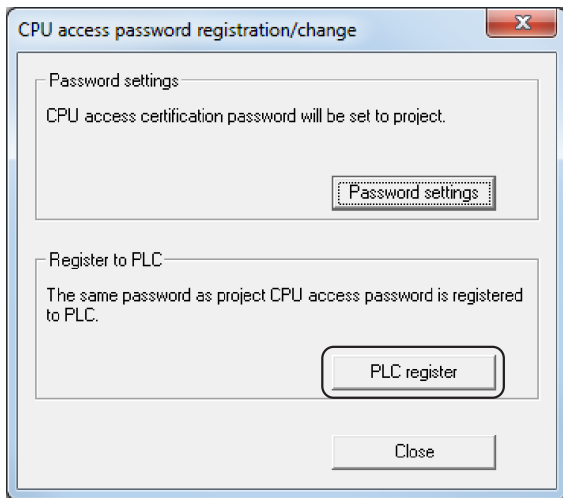 CPU access password registration/change
Password settings
CPU access certification password will be set to project.
Password settings
Register to PLC
The same password as project CPU access password is registered
to PLC.
PLC register
Close